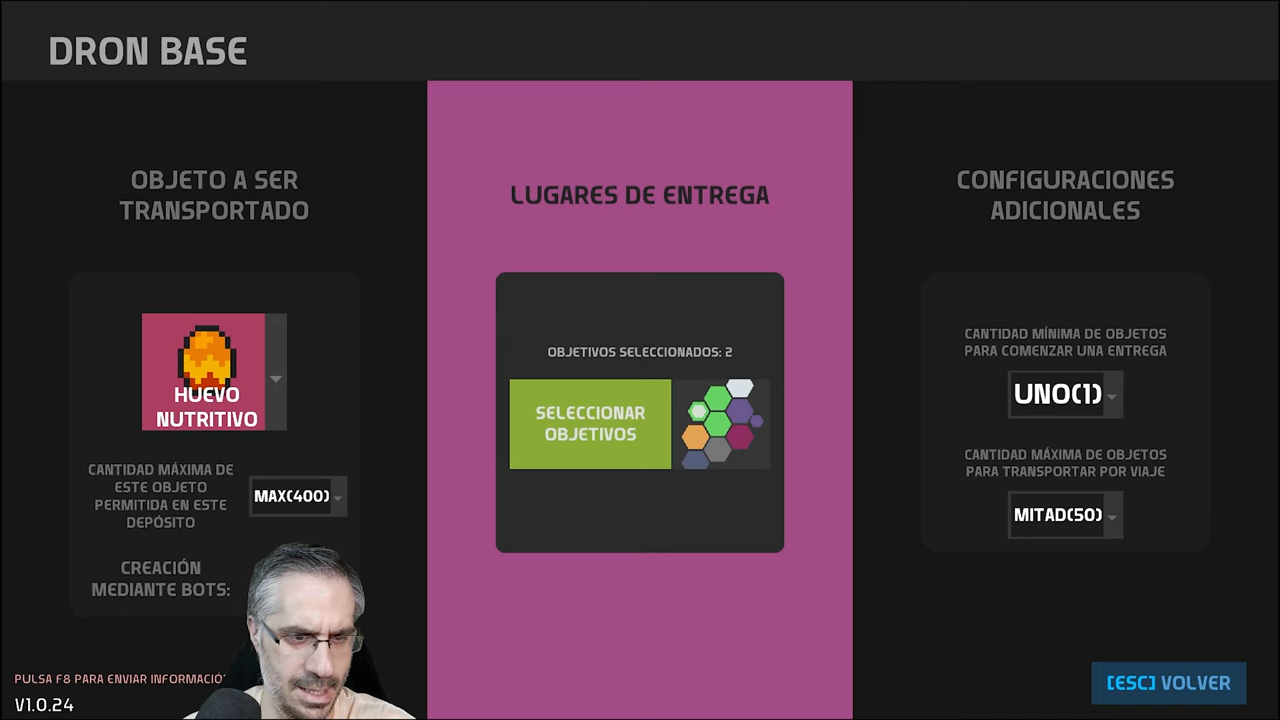 DRON BASE
OBJETO A SER
TRANSPORTADO
HUEVO
NUTRITIVO
CANTIDAD MÁXIMA DE
ESTE OBJETO
PERMITIDA EN ESTE
DEPÓSITO
MAX(400)
CREACIÓN
MEDIANTE BOTS:
LUGARES DE ENTREGA
OBJETIVOS SELECCIONADOS: 2
SELECCIONAR
OBJETIVOS
CONFIGURACIONES
ADICIONALES
CANTIDAD MÍNIMA DE OBJETOS
PARA COMENZAR UNA ENTREGA
UNO(1)
CANTIDAD MÁXIMA DE OBJETOS
PARA TRANSPORTAR POR VIAJE
MITAD(50)
PULSA F8 PARA ENVIAR INFORMACIÓ
V1.0.24
[ESC] VOLVER